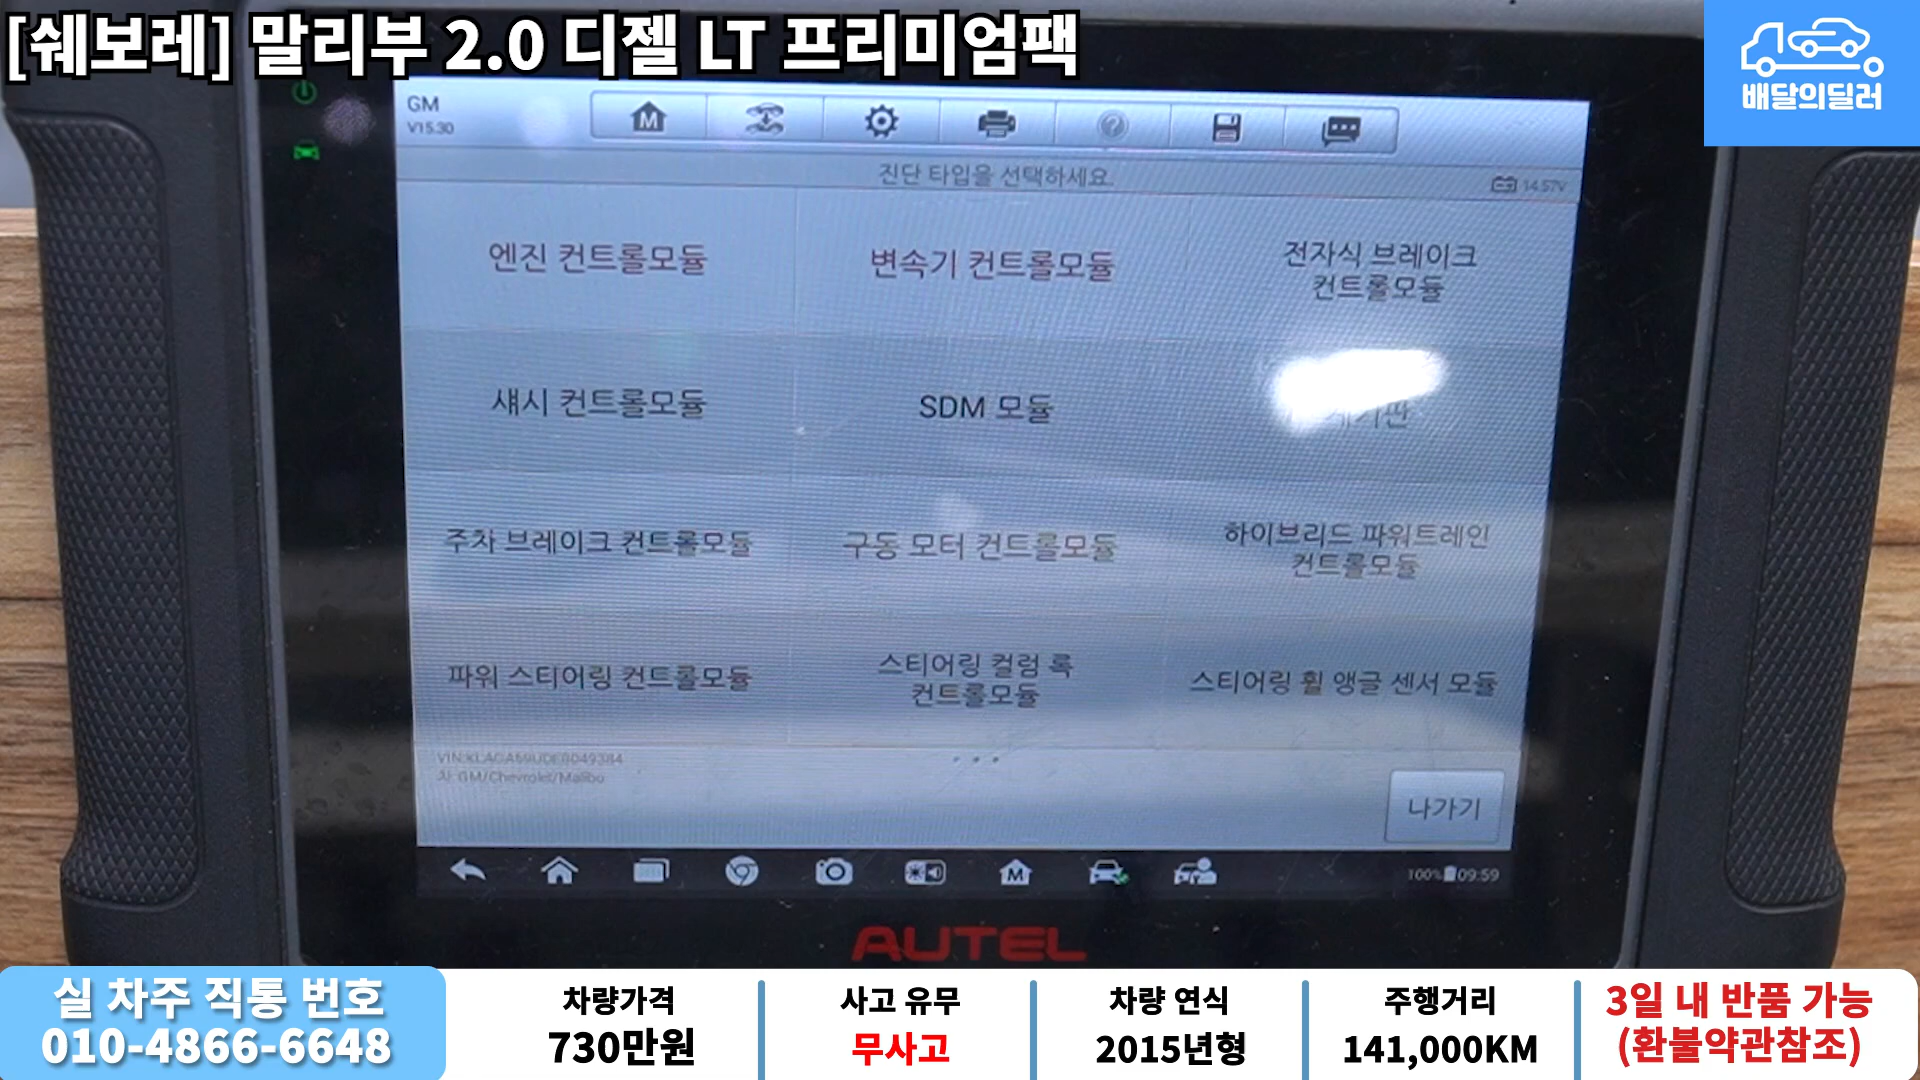 [쉐보레] 말리부 2.0 디젤 LT 프리미엄팩
배달의딜러
GM
V15.30
M
진단 타입을 선택하세요.
14.57V
엔진 컨트롤모듈
변속기 컨트롤모듈
전자식 브레이크
컨트롤모듈
섀시 컨트롤모듈
SDM 모듈
주차 브레이크 컨트롤모듈
구동 모터 컨트롤모듈
하이브리드 파워트레인
컨트롤모듈
파워 스티어링 컨트롤모듈
스티어링 컬럼 록
컨트롤모듈
스티어링 휠 앵글 센서 모듈
차: GM/Chevrolet/Malibu
나가기
M
100%
09:59
AUTEL
실 차주 직통 번호
010-4866-6648
차량가격
730만원
사고 유무
무사고
차량 연식
2015년형
주행거리
141,000KM
3일 내 반품 가능
(환불약관참조)